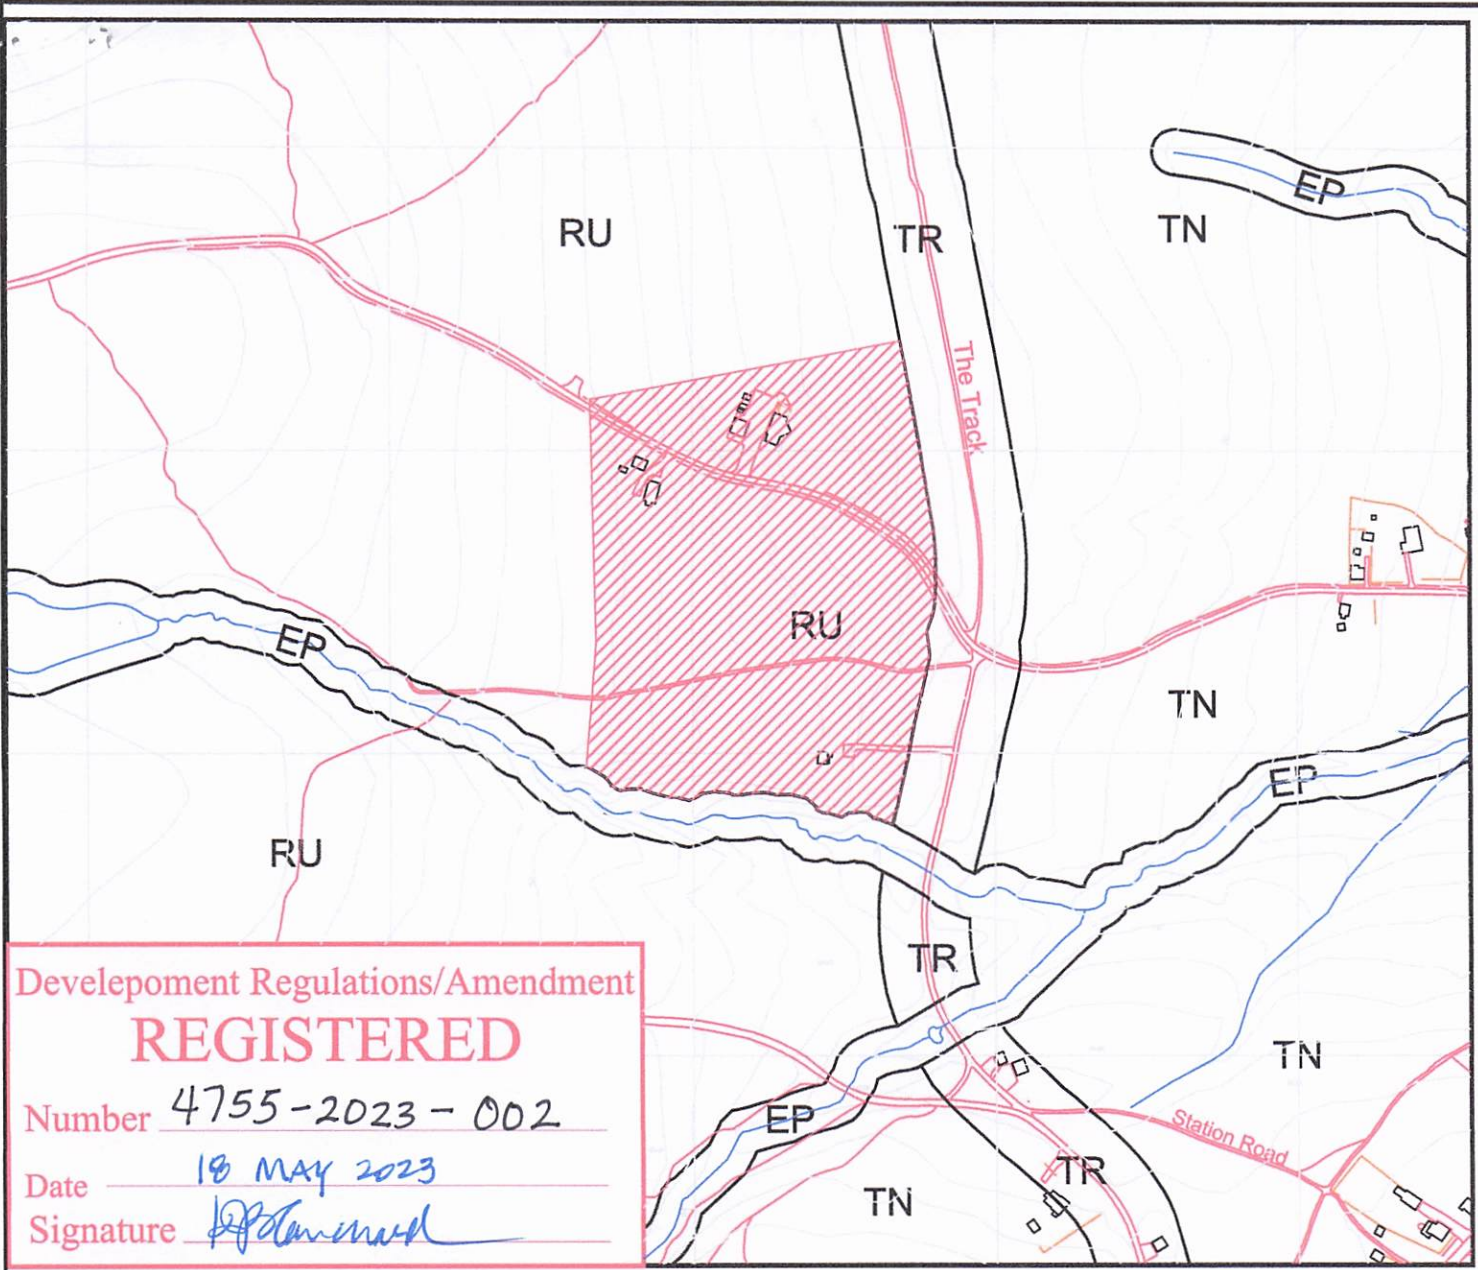 EP
RU
TR
TN
The Track
RU
EP
TN
EP
RU
TR
TN
EP
Station Road
TR
TN
Develepoment Regulations/Amendment
REGISTERED
Number 4755-2023-002
Date 18 MAY 2023
Signature